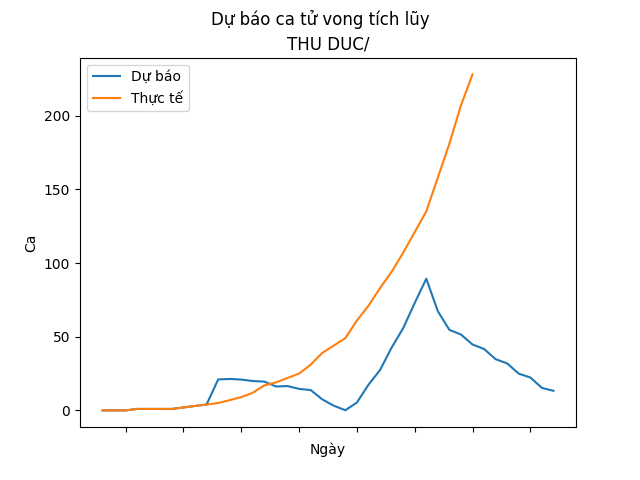 Dự báo ca tử vong tích lũy
THU DUC/
Dự báo
Thực tế
200
150
100
50
0
Ca
Ngày